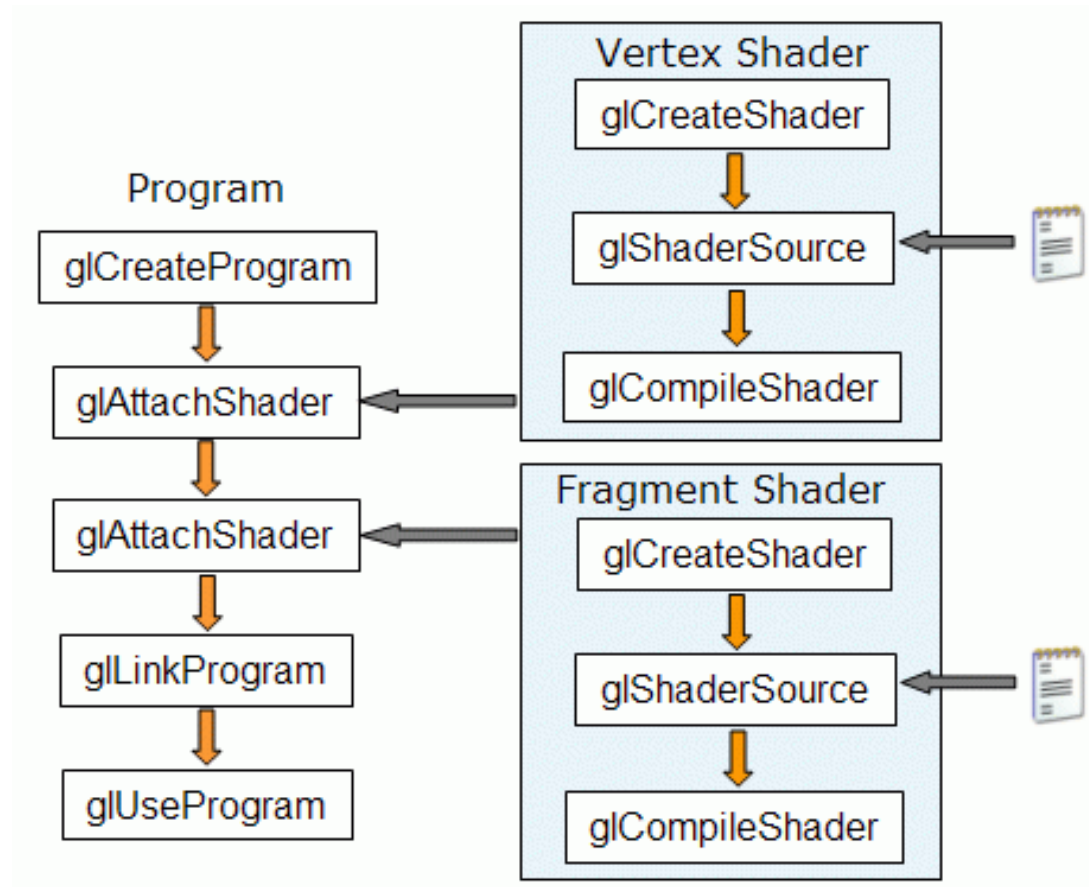 Program
glCreateProgram
glAttachShader
glAttachShader
glLinkProgram
glUseProgram
Vertex Shader
glCreateShader
glShaderSource
glCompileShader
Fragment Shader
glCreateShader
glShaderSource
glCompileShader